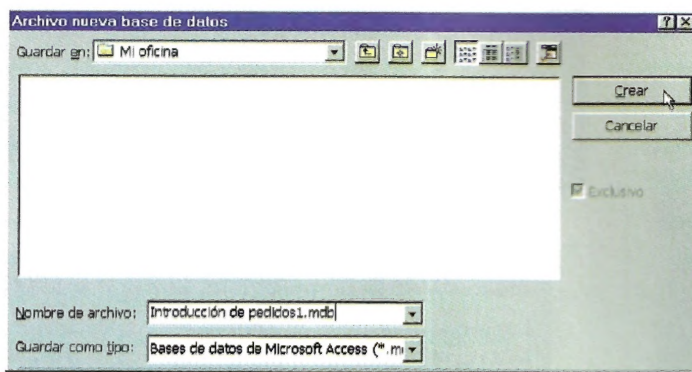 Archivo nueva base de datos
Guardar en: Mi oficina
Crear
Cancelar
Exclusivo
Nombre de archivo: Introducción de pedidos1.mdb
Guardar como tipo: Bases de datos de Microsoft Access (*.m